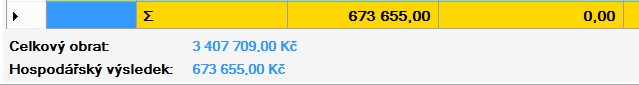 Σ 673 655,00 0,00
Celkový obrat: 3 407 709,00 Kč
Hospodářský výsledek: 673 655,00 Kč